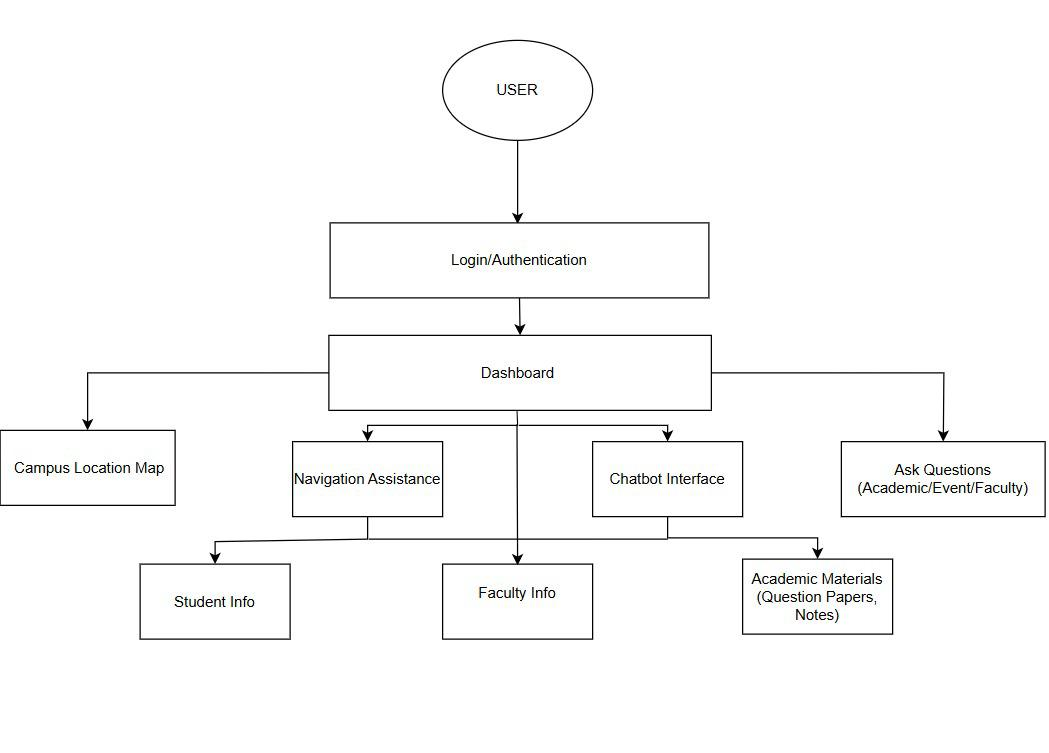 USER
Login/Authentication
Dashboard
Campus Location Map
Navigation Assistance
Chatbot Interface
Ask Questions
(Academic/Event/Faculty)
Student Info
Faculty Info
Academic Materials
(Question Papers,
Notes)